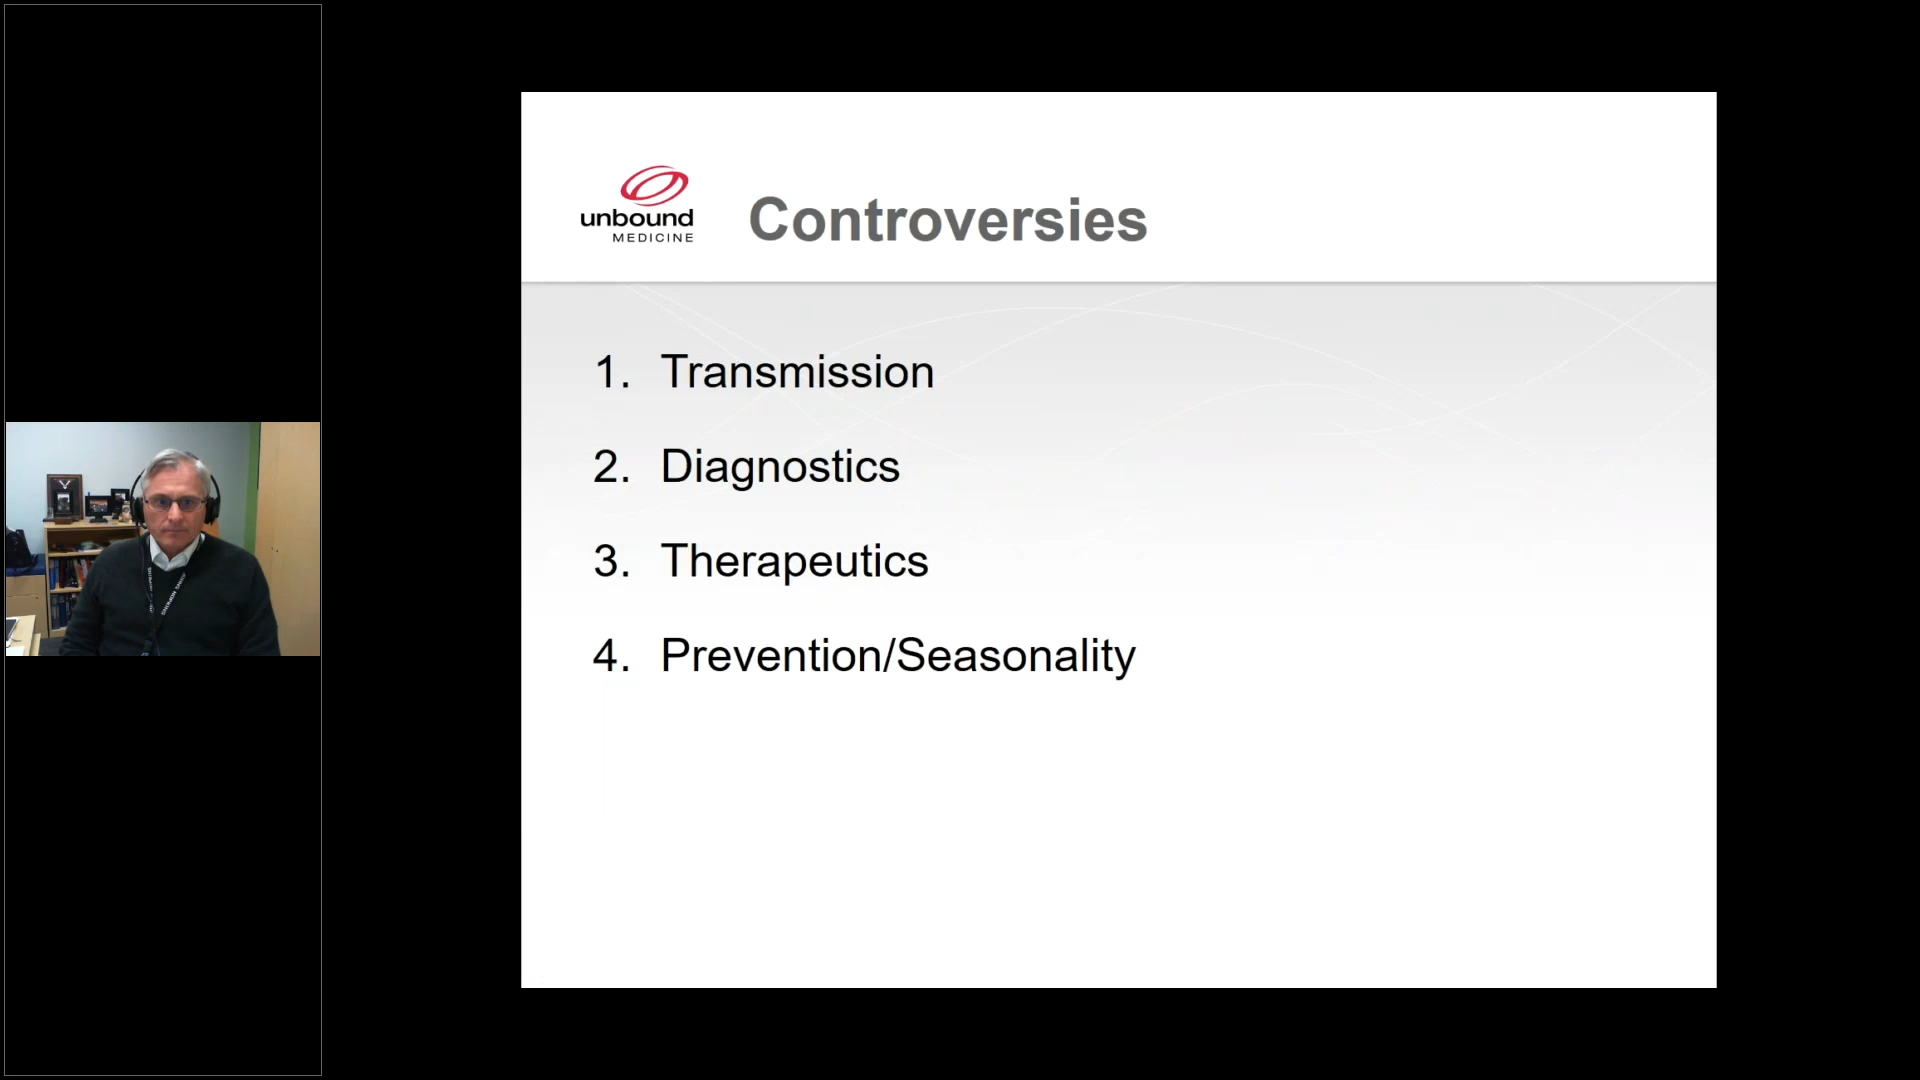 unbound
MEDICINE
Controversies
1. Transmission
2. Diagnostics
3. Therapeutics
4. Prevention/Seasonality